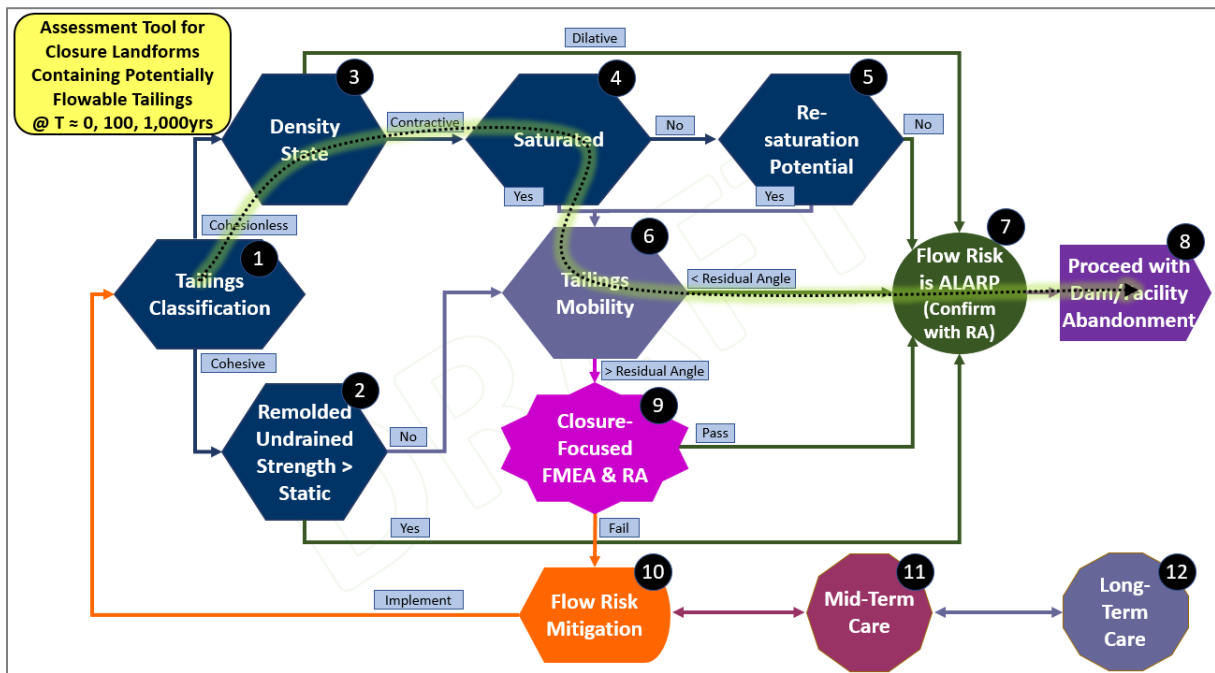 Assessment Tool for
Closure Landforms
Containing Potentially
Flowable Tailings
@ T ≈ 0, 100, 1,000yrs
Dilative
3
Density
State
Contractive
4
Saturated
No
5
Re-
saturation
Potential
No
Cohesionless
Yes
Yes
1
Tailings
Classification
6
Tailings
Mobility
< Residual Angle
7
Flow Risk
is ALARP
(Confirm
with RA)
8
Proceed with
Dam/Facility
Abandonment
Cohesive
> Residual Angle
2
Remolded
Undrained
Strength >
Static
No
9
Closure-
Focused
FMEA & RA
Pass
Yes
Fail
Implement
10
Flow Risk
Mitigation
11
Mid-Term
Care
12
Long-
Term
Care
DRAFT